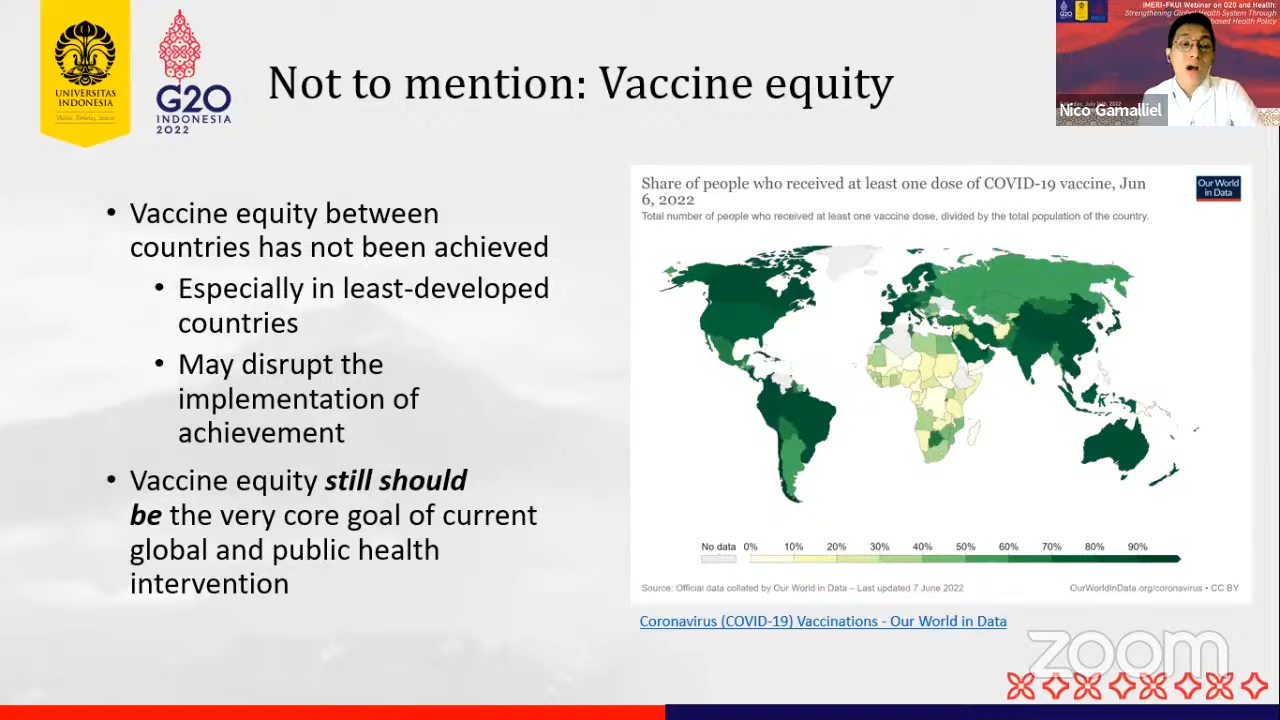 UNIVERSITAS
INDONESIA
Veritas, Probitas, Iustitia
G20
INDONESIA
2022
Not to mention: Vaccine equity
IMERI-FKUI Webinar on G20 and Health:
Strengthening Global Health System Through
based Health Policy
2022
Nico Gamalliel
• Vaccine equity between
countries has not been achieved
• Especially in least-developed
countries
• May disrupt the
implementation of
achievement
• Vaccine equity still should
be the very core goal of current
global and public health
intervention
Share of people who received at least one dose of COVID-19 vaccine, Jun
6, 2022
Total number of people who received at least one vaccine dose, divided by the total population of the country.
Our World
in Data
No data 0% 10% 20% 30% 40% 50% 60% 70% 80% 90%
Source: Official data collated by Our World in Data – Last updated 7 June 2022
OurWorldInData.org/coronavirus • CC BY
Coronavirus (COVID-19) Vaccinations - Our World in Data
zoom